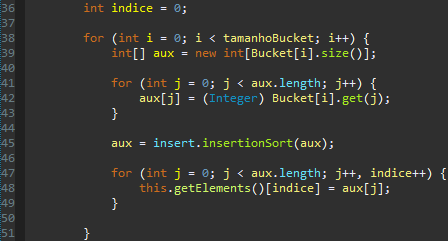 36 int indice = 0;
37
38 for (int i = 0; i < tamanhoBucket; i++) {
39 int[] aux = new int[Bucket[i].size()];
40
41 for (int j = 0; j < aux.length; j++) {
42 aux[j] = (Integer) Bucket[i].get(j);
43 }
44
45 aux = insert.insertionSort(aux);
46
47 for (int j = 0; j < aux.length; j++, indice++) {
48 this.getElements()[indice] = aux[j];
49 }
50
51 }